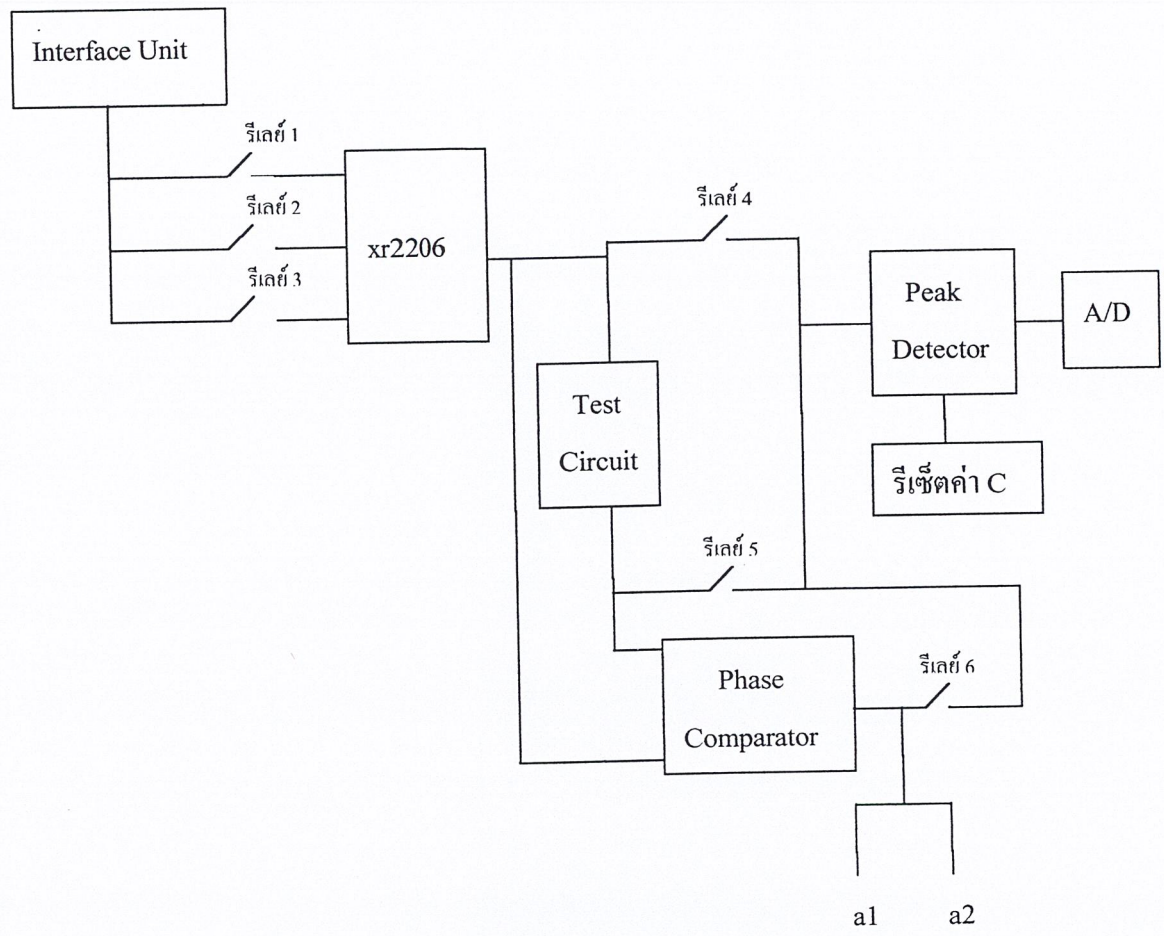 Interface Unit
รีเลย์ 1
รีเลย์ 2
รีเลย์ 3
xr2206
รีเลย์ 4
Peak
Detector
A/D
รีเซ็ตค่า C
Test
Circuit
รีเลย์ 5
Phase
Comparator
รีเลย์ 6
a1
a2